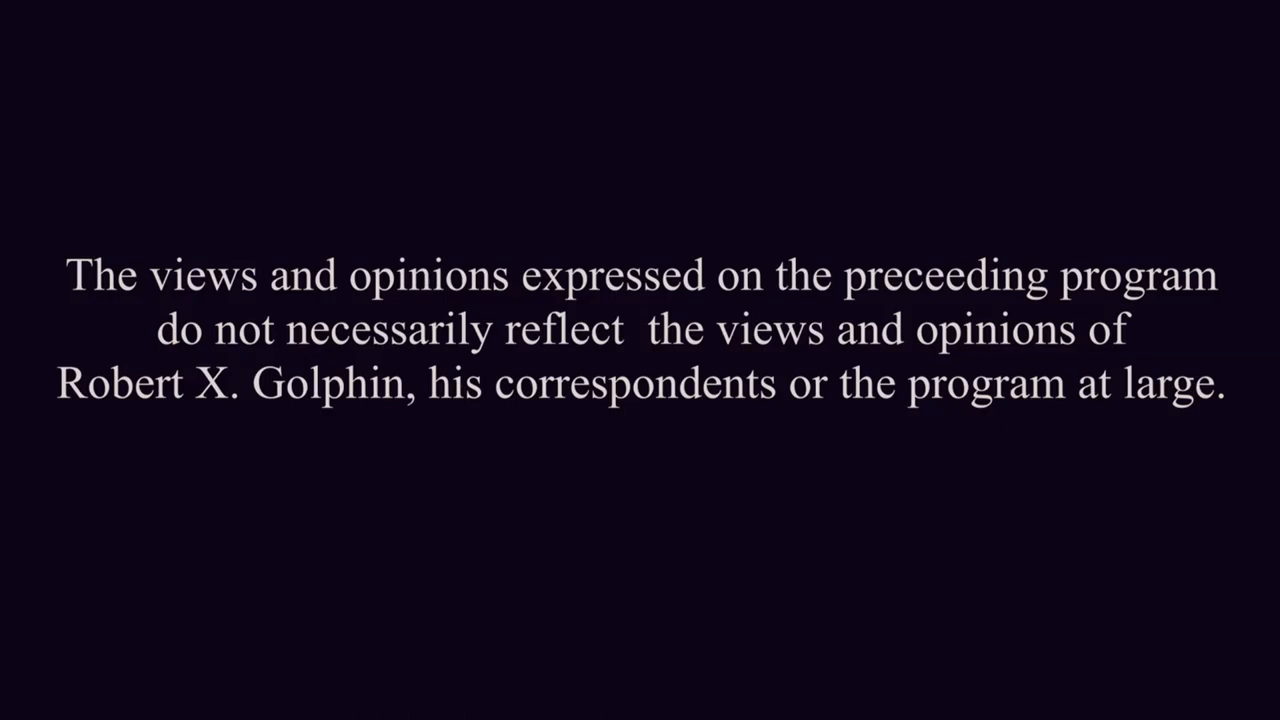 The views and opinions expressed on the preceeding program
do not necessarily reflect  the views and opinions of
Robert X. Golphin, his correspondents or the program at large.